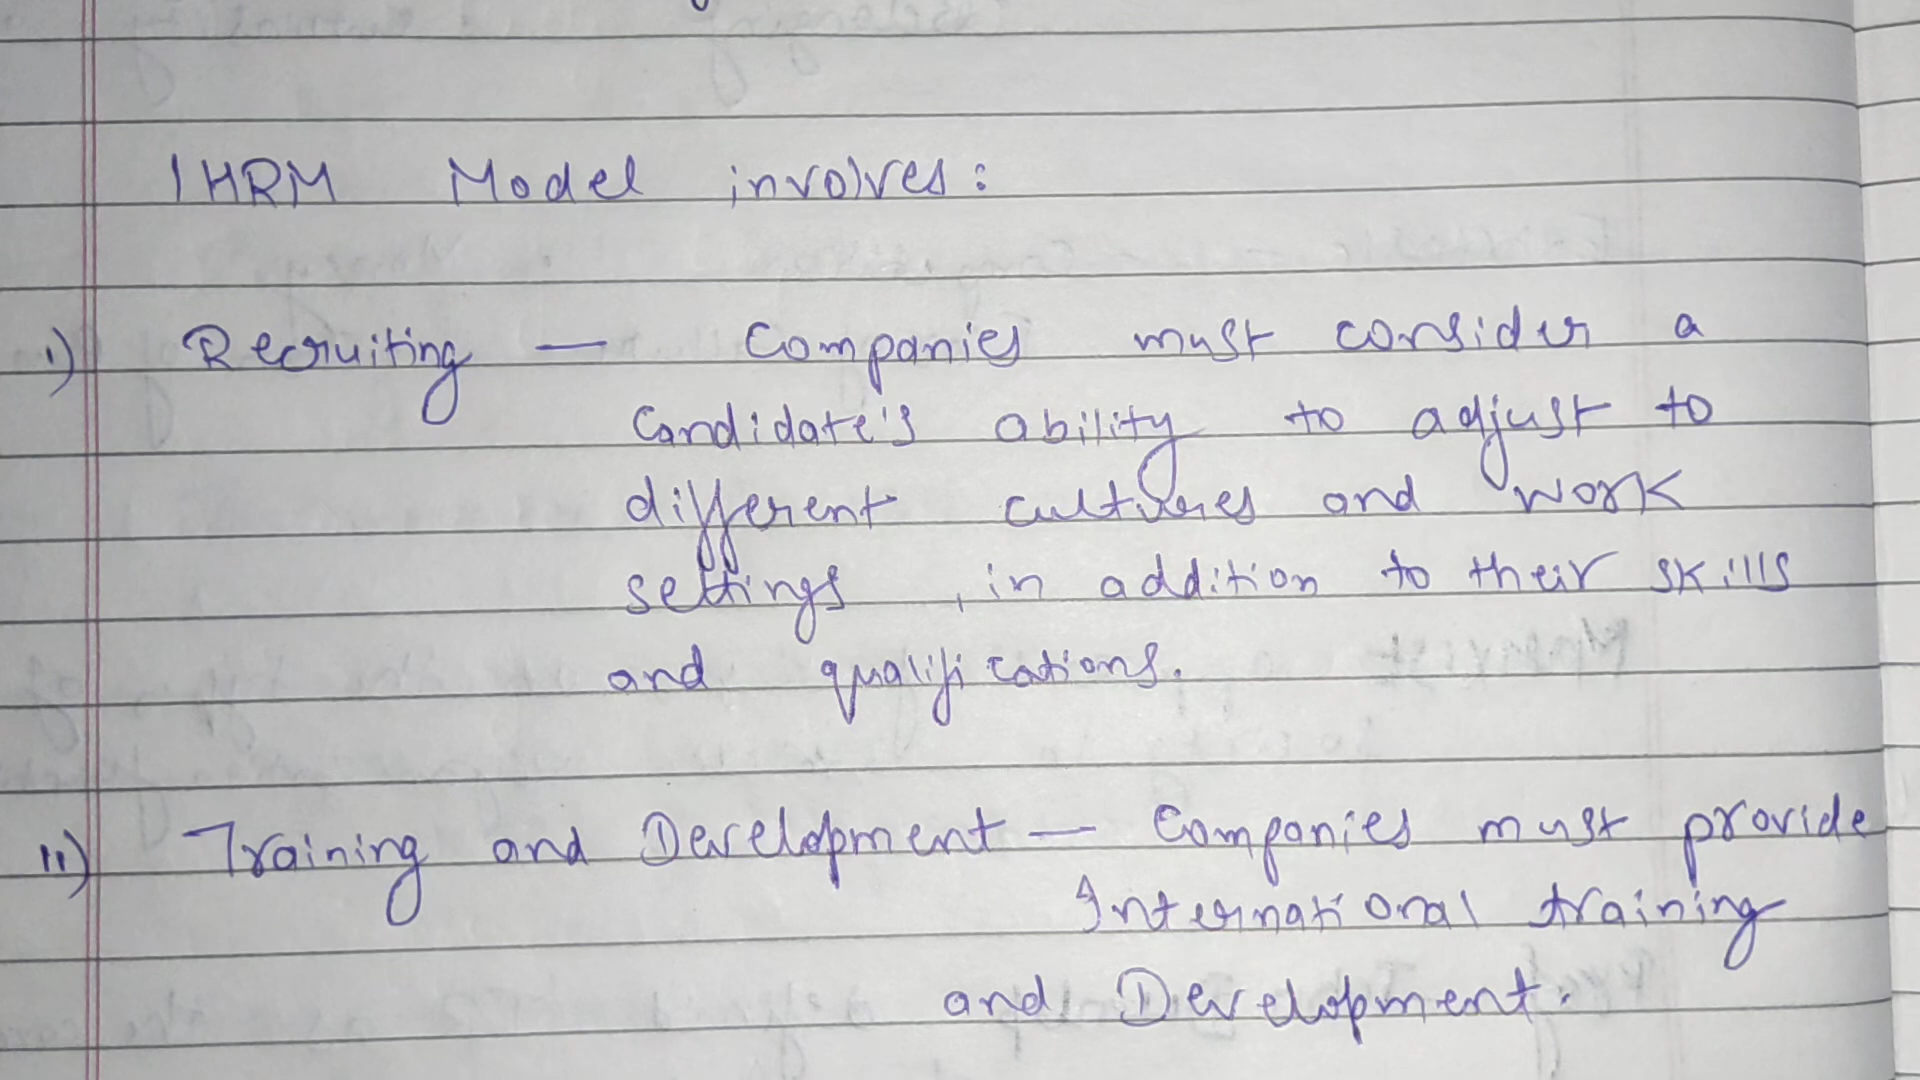 IHRM Model involves:
i) Recruiting — Companies must consider a
candidate's ability to adjust to
different cultures and work
settings, in addition to their skills
and qualifications.
ii) Training and Development — Companies must provide
International training
and Development.